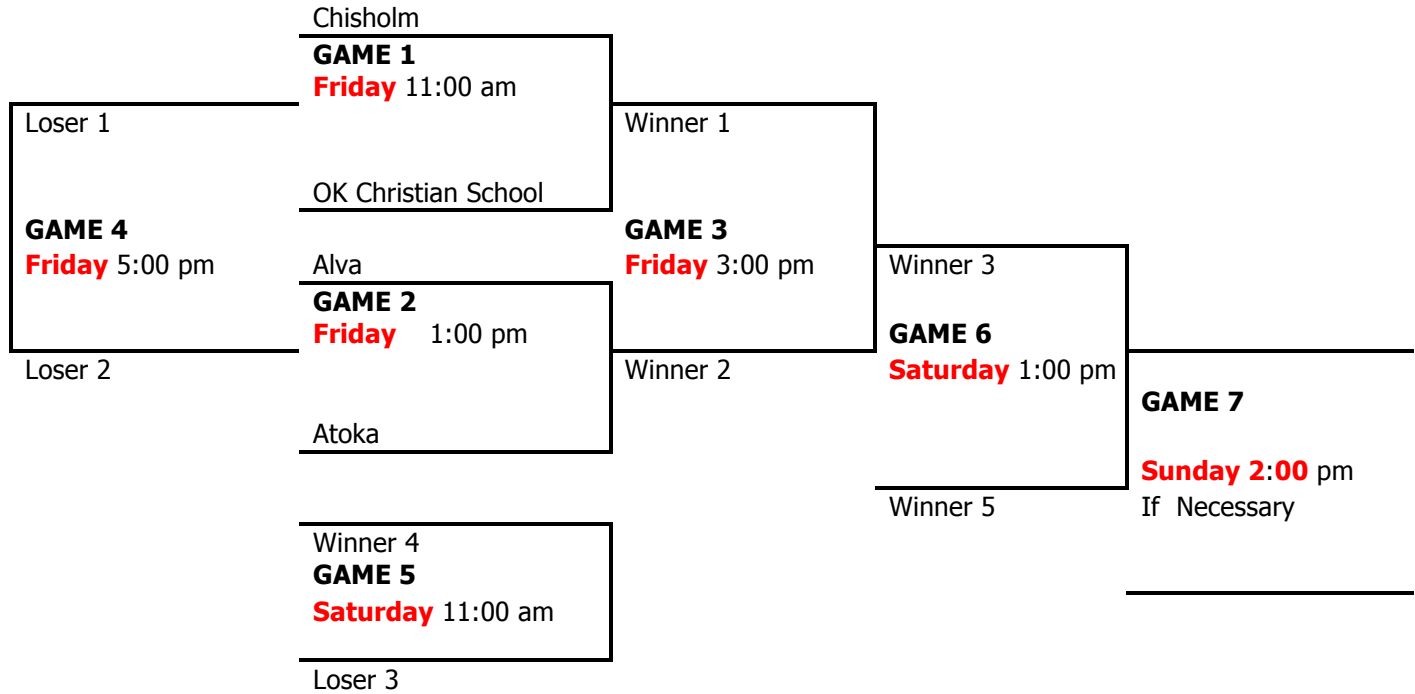 Chisholm
GAME 1
Friday 11:00 am
Loser 1
Winner 1
OK Christian School
GAME 4
Friday 5:00 pm
GAME 3
Friday 3:00 pm
Alva
GAME 2
Friday 1:00 pm
Winner 3
GAME 6
Saturday 1:00 pm
Loser 2
Winner 2
Atoka
GAME 7
Sunday 2:00 pm
If Necessary
Winner 5
Winner 4
GAME 5
Saturday 11:00 am
Loser 3